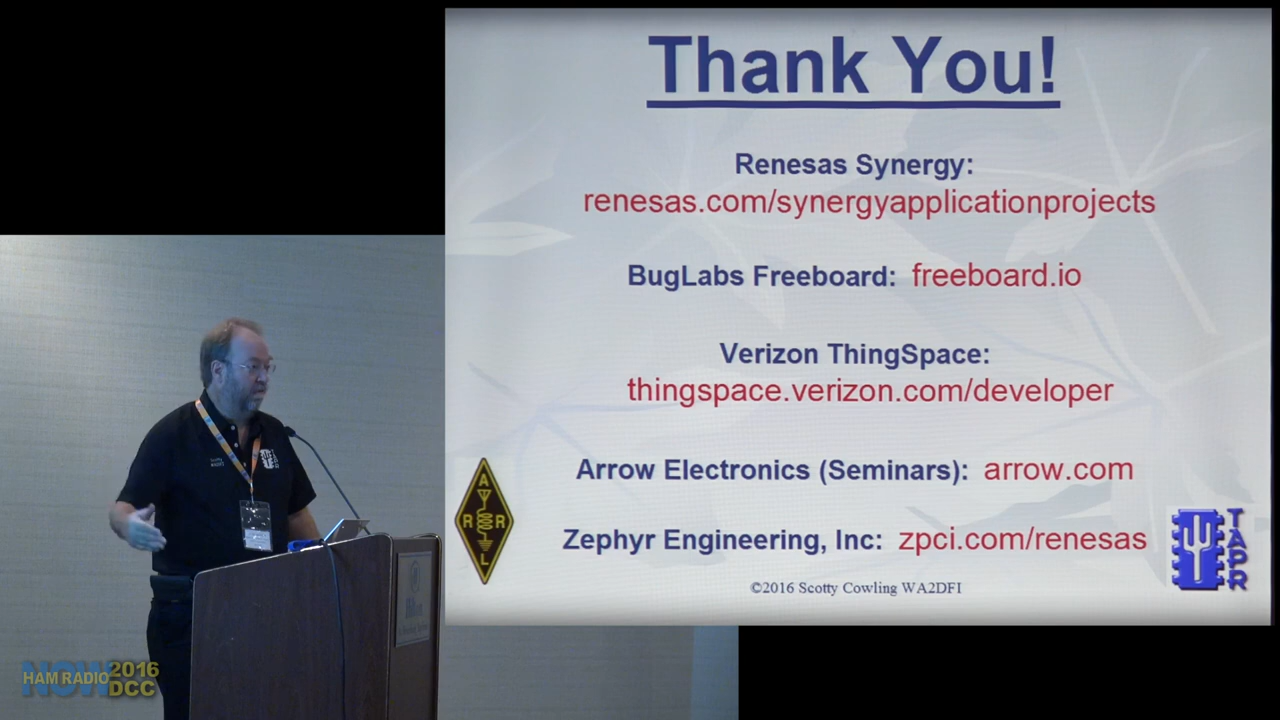 Thank You!
Renesas Synergy:
renesas.com/synergyapplicationprojects
BugLabs Freeboard: freeboard.io
Verizon ThingSpace:
thingspace.verizon.com/developer
Arrow Electronics (Seminars): arrow.com
Zephyr Engineering, Inc: zpci.com/renesas
©2016 Scotty Cowling WA2DFI
A
R R
L
TAPR
Scotty
Hilton
NOW
HAM RADIO 2016
DCC